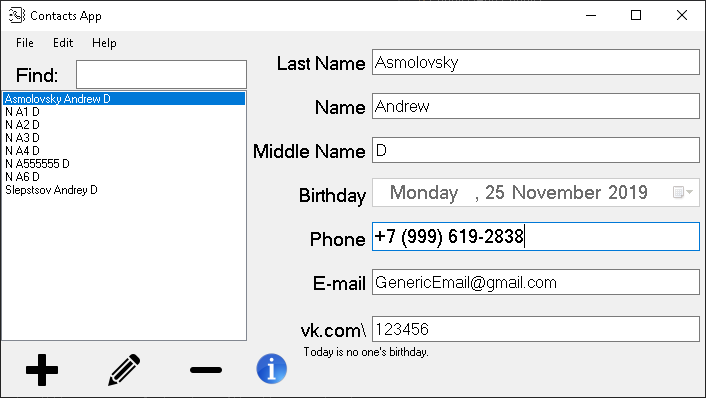 Contacts App
File Edit Help
Find:
Asmolovsky Andrew D
N A1 D
N A2 D
N A3 D
N A4 D
N A555555 D
N A6 D
Slepstsov Andrey D
Last Name Asmolovsky
Name Andrew
Middle Name D
Birthday Monday , 25 November 2019
Phone +7 (999) 619-2838
E-mail GenericEmail@gmail.com
vk.com\ 123456
Today is no one's birthday.